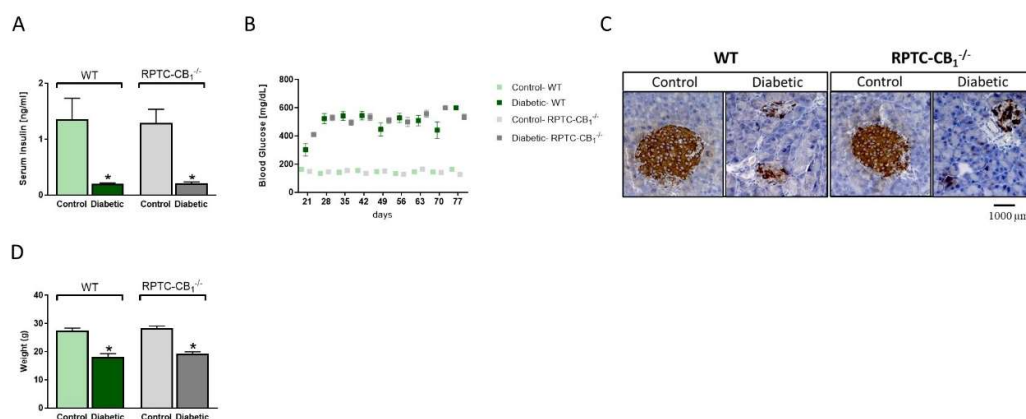 A
WT
RPTC-CB₁⁻/⁻
Serum Insulin [ng/ml]
2
1
0
*
*
Control Diabetic Control Diabetic
B
Blood Glucose [mg/dL]
800
600
400
200
0
21 28 35 42 49 56 63 70 77
days
Control- WT
Diabetic- WT
Control- RPTC-CB₁⁻/⁻
Diabetic- RPTC-CB₁⁻/⁻
C
WT
RPTC-CB₁⁻/⁻
Control Diabetic Control Diabetic
1000 µm
D
WT
RPTC-CB₁⁻/⁻
Weight (g)
40
30
20
10
0
*
*
Control Diabetic Control Diabetic